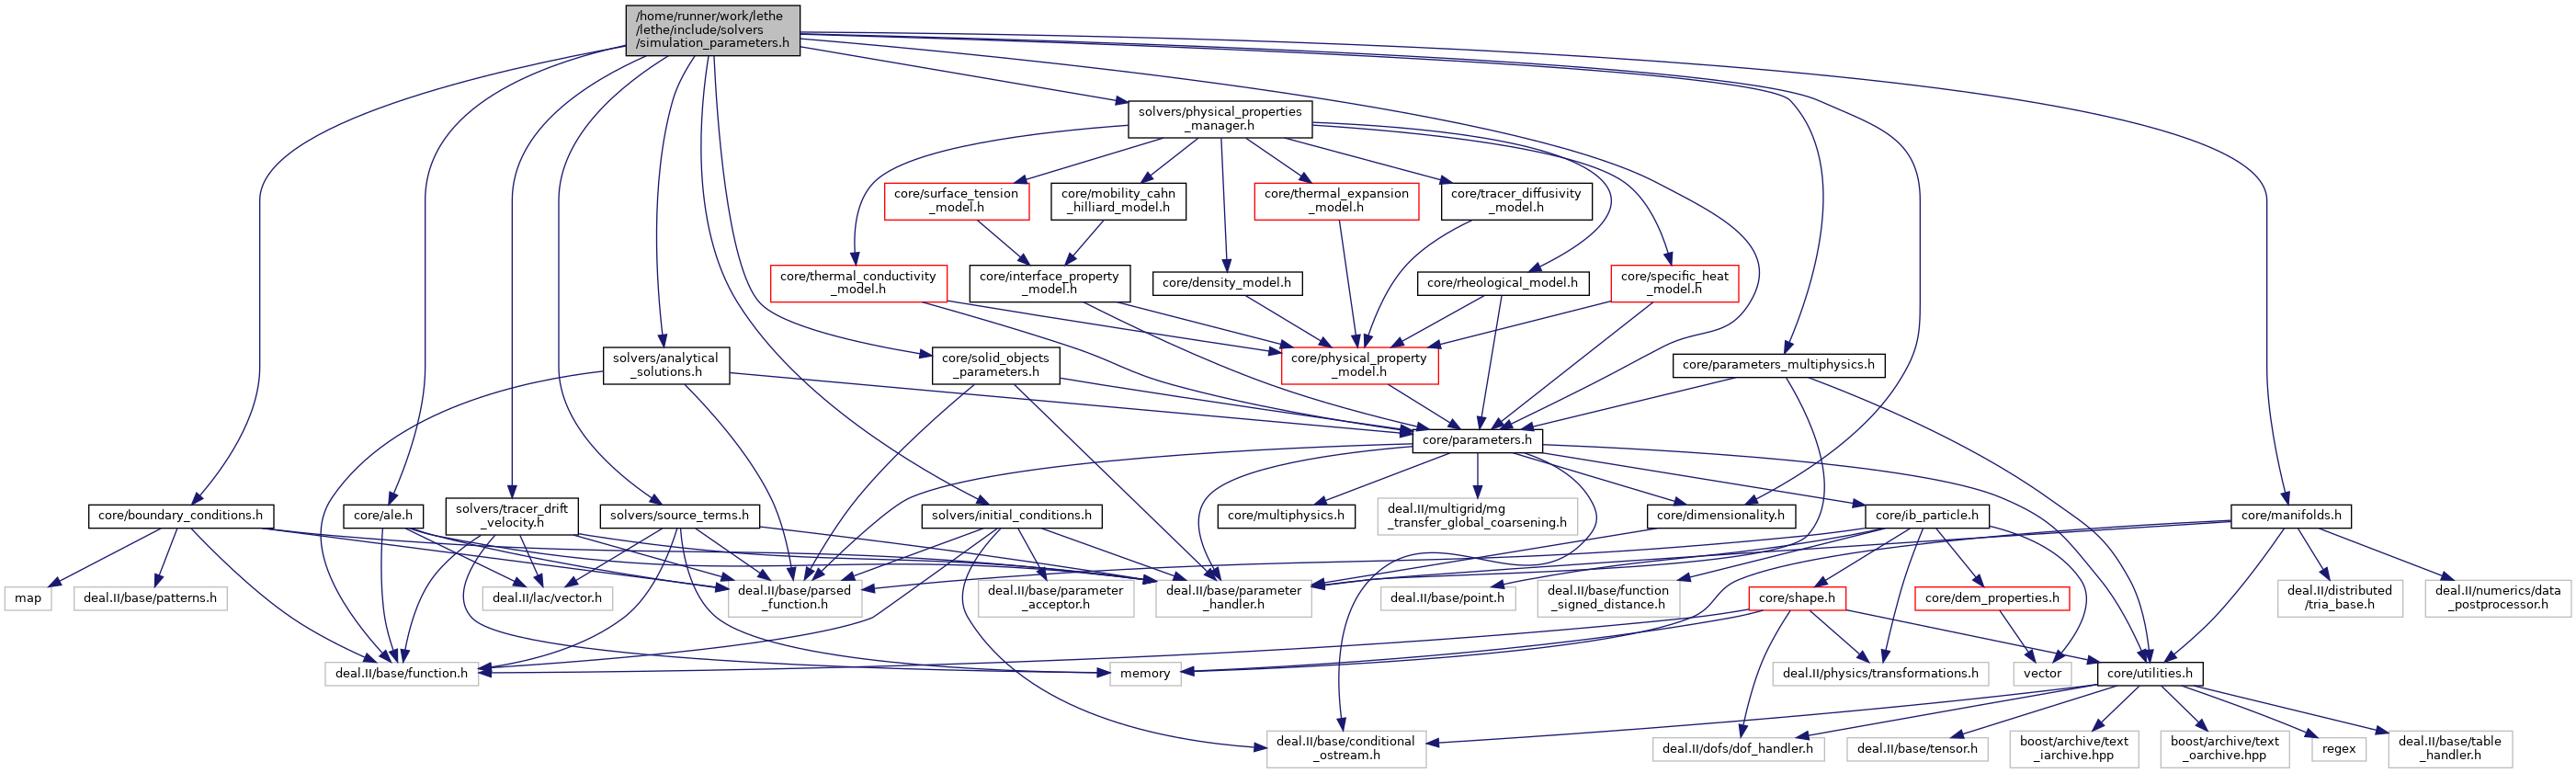 /home/runner/work/lethe
/lethe/include/solvers
/simulation_parameters.h
solvers/physical_properties
_manager.h
core/surface_tension
_model.h
core/mobility_cahn
_hilliard_model.h
core/thermal_expansion
_model.h
core/tracer_diffusivity
_model.h
core/thermal_conductivity
_model.h
core/interface_property
_model.h
core/density_model.h
core/rheological_model.h
core/specific_heat
_model.h
solvers/analytical
_solutions.h
core/solid_objects
_parameters.h
core/physical_property
_model.h
core/parameters_multiphysics.h
core/parameters.h
core/boundary_conditions.h
core/ale.h
solvers/tracer_drift
_velocity.h
solvers/source_terms.h
solvers/initial_conditions.h
core/multiphysics.h
deal.II/multigrid/mg
_transfer_global_coarsening.h
core/dimensionality.h
core/ib_particle.h
core/manifolds.h
map
deal.II/base/patterns.h
deal.II/lac/vector.h
deal.II/base/parsed
_function.h
deal.II/base/parameter
_acceptor.h
deal.II/base/parameter
_handler.h
deal.II/base/point.h
deal.II/base/function
_signed_distance.h
core/shape.h
core/dem_properties.h
deal.II/distributed
/tria_base.h
deal.II/numerics/data
_postprocessor.h
deal.II/base/function.h
memory
deal.II/physics/transformations.h
vector
core/utilities.h
deal.II/base/conditional
_ostream.h
deal.II/dofs/dof_handler.h
deal.II/base/tensor.h
boost/archive/text
_iarchive.hpp
boost/archive/text
_oarchive.hpp
regex
deal.II/base/table
_handler.h